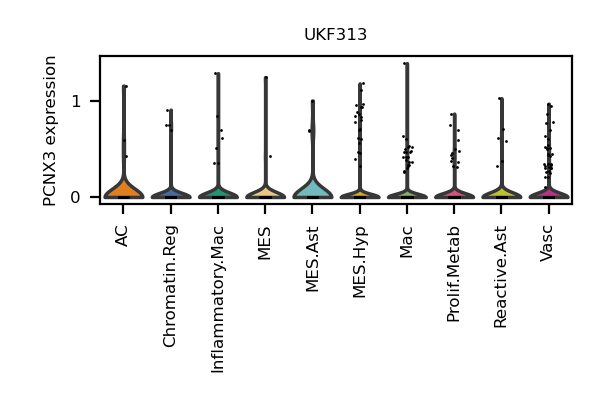 UKF313
PCNX3 expression
1
0
AC
Chromatin.Reg
Inflammatory.Mac
MES
MES.Ast
MES.Hyp
Mac
Prolif.Metab
Reactive.Ast
Vasc